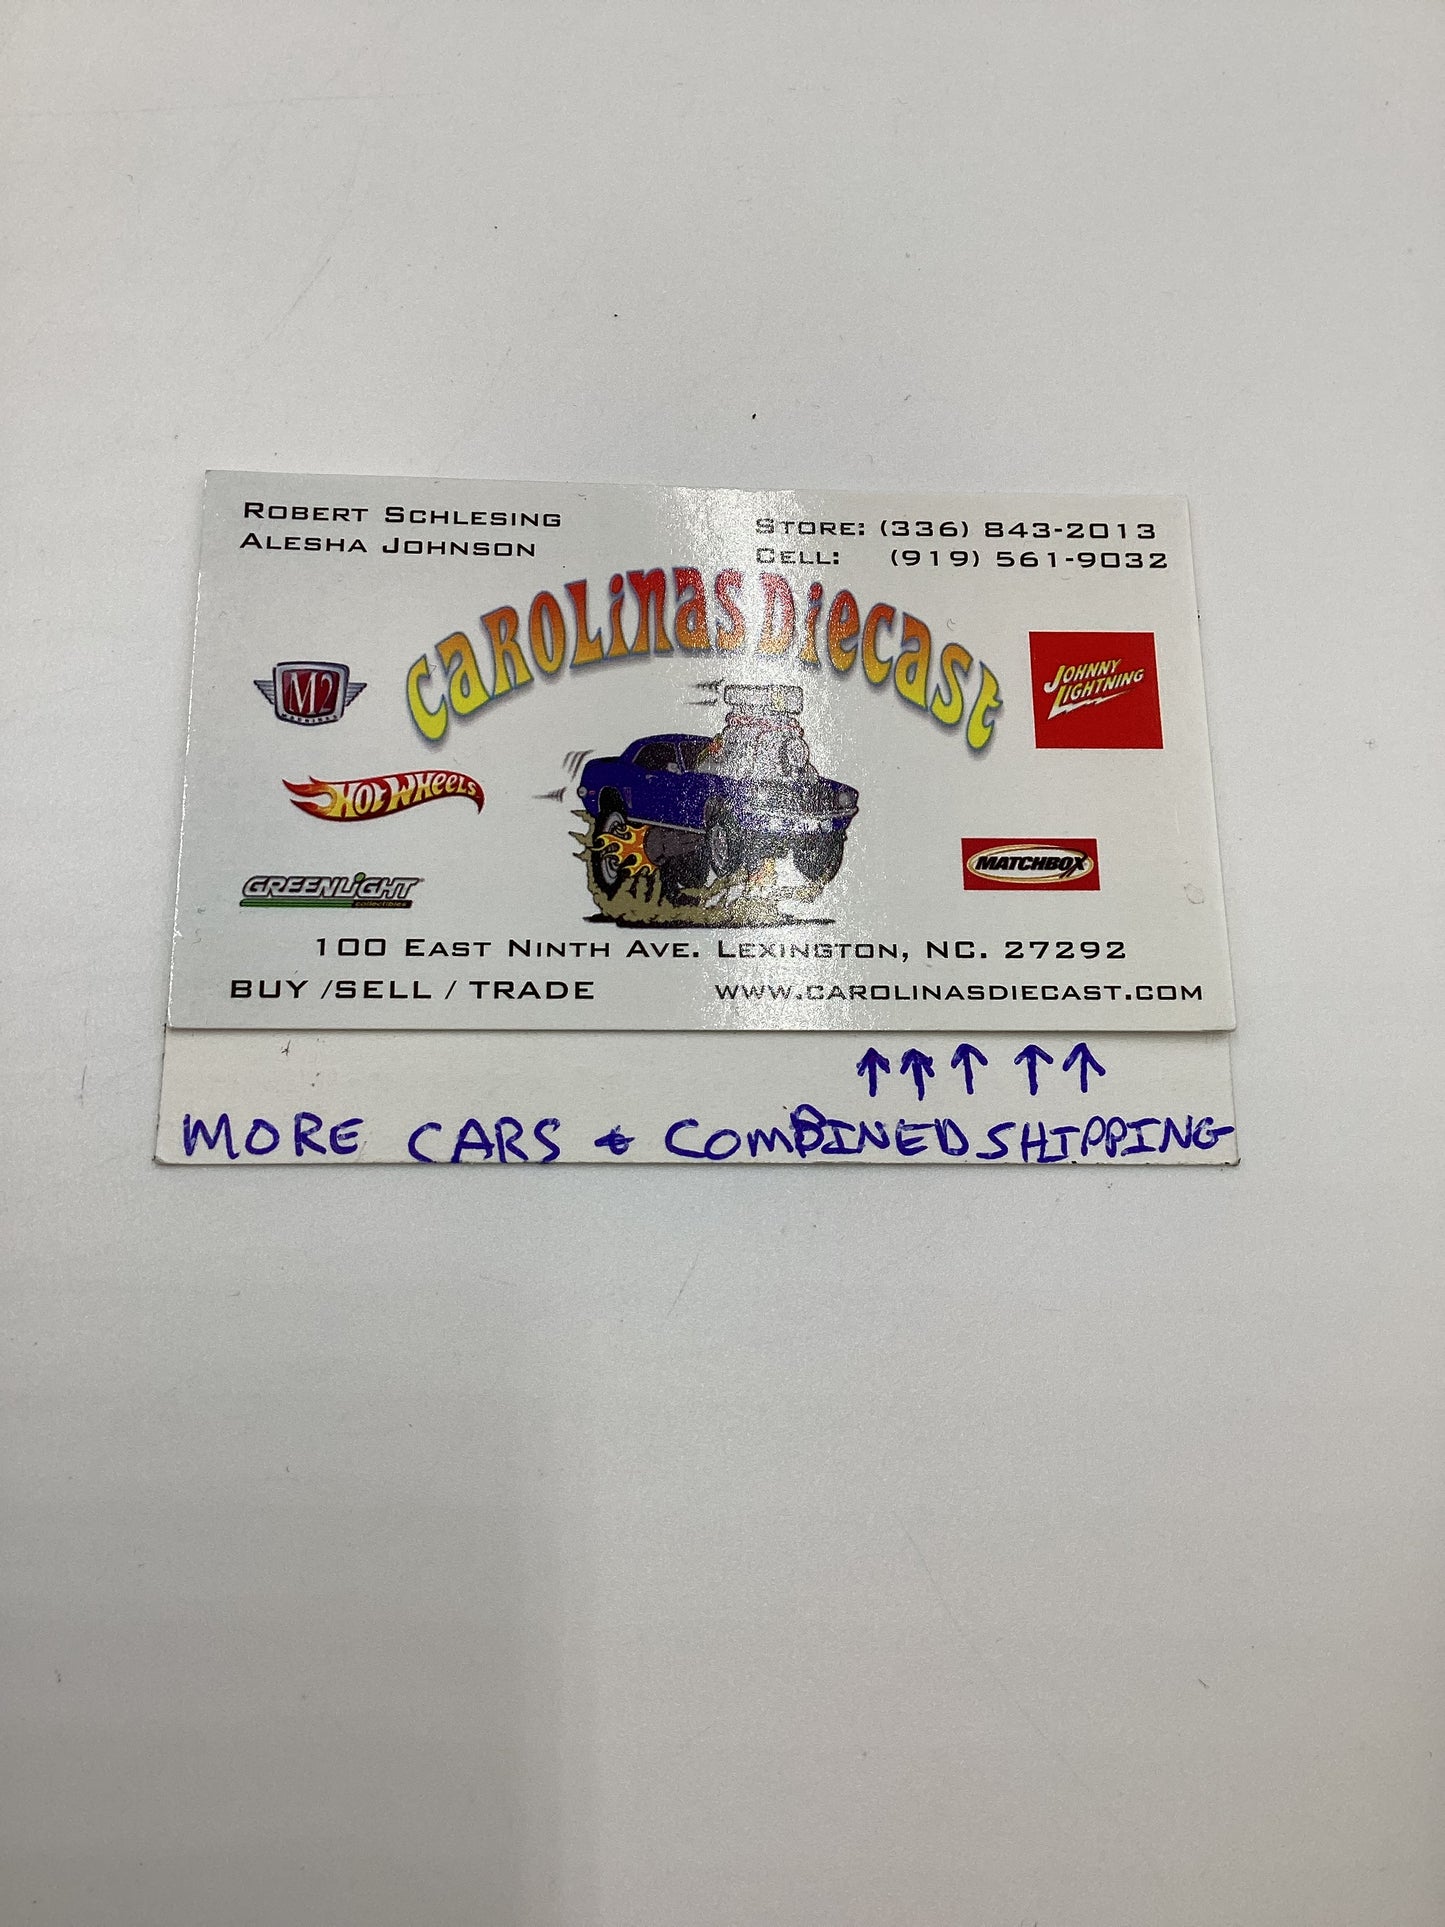 ROBERT SCHLESING
ALESHA JOHNSON
STORE: (336) 843-2013
CELL: (919) 561-9032
CAROLINAS DIECAST
M2
MACHINES
JOHNNY
LIGHTNING
HOT WHEELS
MATCHBOX
GREENLIGHT
collectibles
100 EAST NINTH AVE. LEXINGTON, NC. 27292
BUY /SELL / TRADE
WWW.CAROLINASDIECAST.COM
↑ ↑ ↑ ↑ ↑
MORE CARS & COMBINED SHIPPING